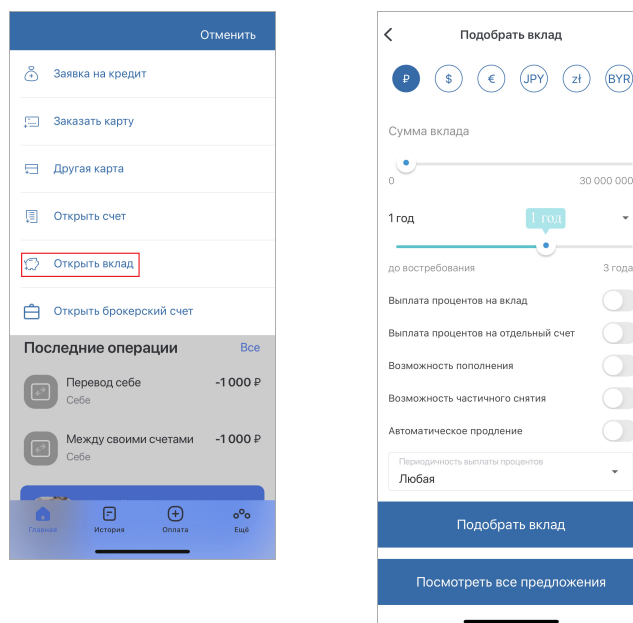 Отменить
Заявка на кредит
Заказать карту
Другая карта
Открыть счет
Открыть вклад
Открыть брокерский счет
Последние операции Все
Перевод себе -1 000 ₽
Себе
Между своими счетами -1 000 ₽
Себе
Главная История Оплата Ещё
Подобрать вклад
₽ $ € JPY zł BYR
Сумма вклада
0 30 000 000
1 год 1 год
до востребования 3 года
Выплата процентов на вклад
Выплата процентов на отдельный счет
Возможность пополнения
Возможность частичного снятия
Автоматическое продление
Периодичность выплаты процентов
Любая
Подобрать вклад
Посмотреть все предложения